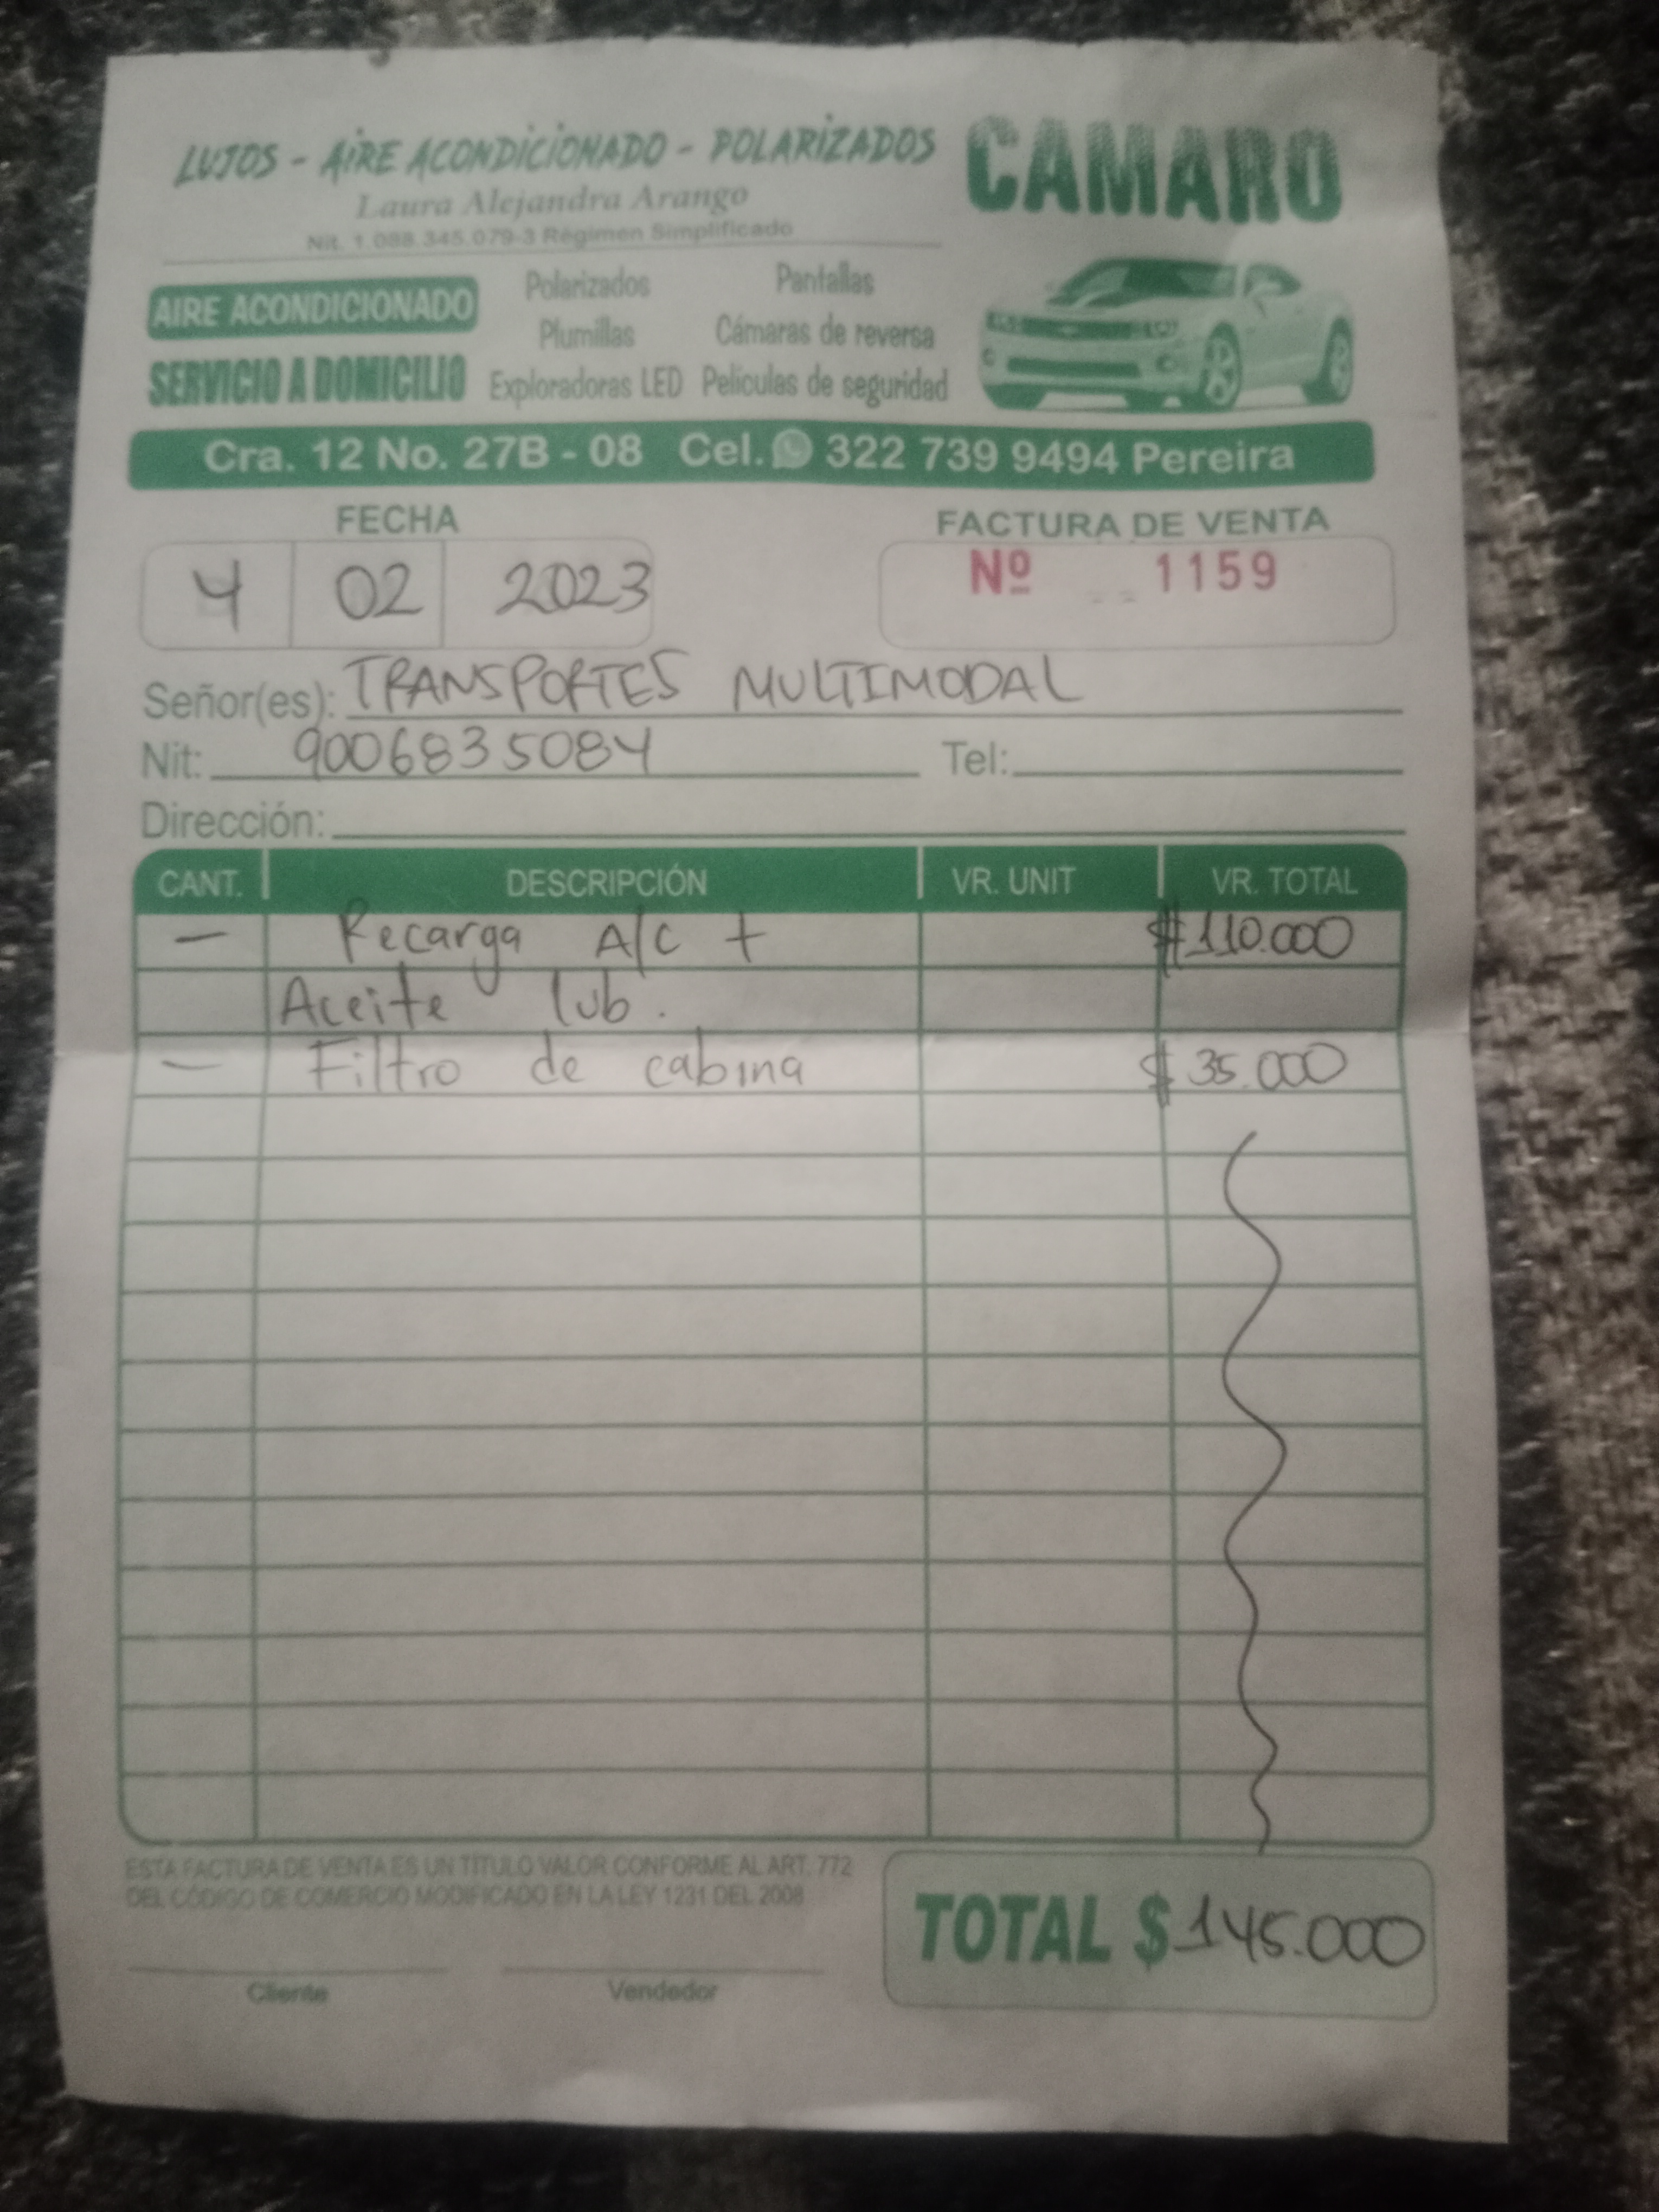 LUJOS - AIRE ACONDICIONADO - POLARIZADOS
CAMARO
Laura Alejandra Arango
Nit. 1.088.345.079-3 Régimen Simplificado
AIRE ACONDICIONADO
SERVICIO A DOMICILIO
Polarizados
Plumillas
Exploradoras LED
Pantallas
Cámaras de reversa
Películas de seguridad
Cra. 12 No. 27B - 08 Cel. 322 739 9494 Pereira
FECHA
4 02 2023
FACTURA DE VENTA
Nº 1159
Señor(es): TRANSPORTES MULTIMODAL
Nit: 9006835084 Tel:
Dirección:
CANT. DESCRIPCIÓN VR. UNIT VR. TOTAL
— Recarga A/C + $110.000
Aceite lub.
— Filtro de cabina $35.000
ESTA FACTURA DE VENTA ES UN TÍTULO VALOR CONFORME AL ART. 772
DEL CÓDIGO DE COMERCIO MODIFICADO EN LA LEY 1231 DEL 2008
TOTAL $ 145.000
Cliente Vendedor